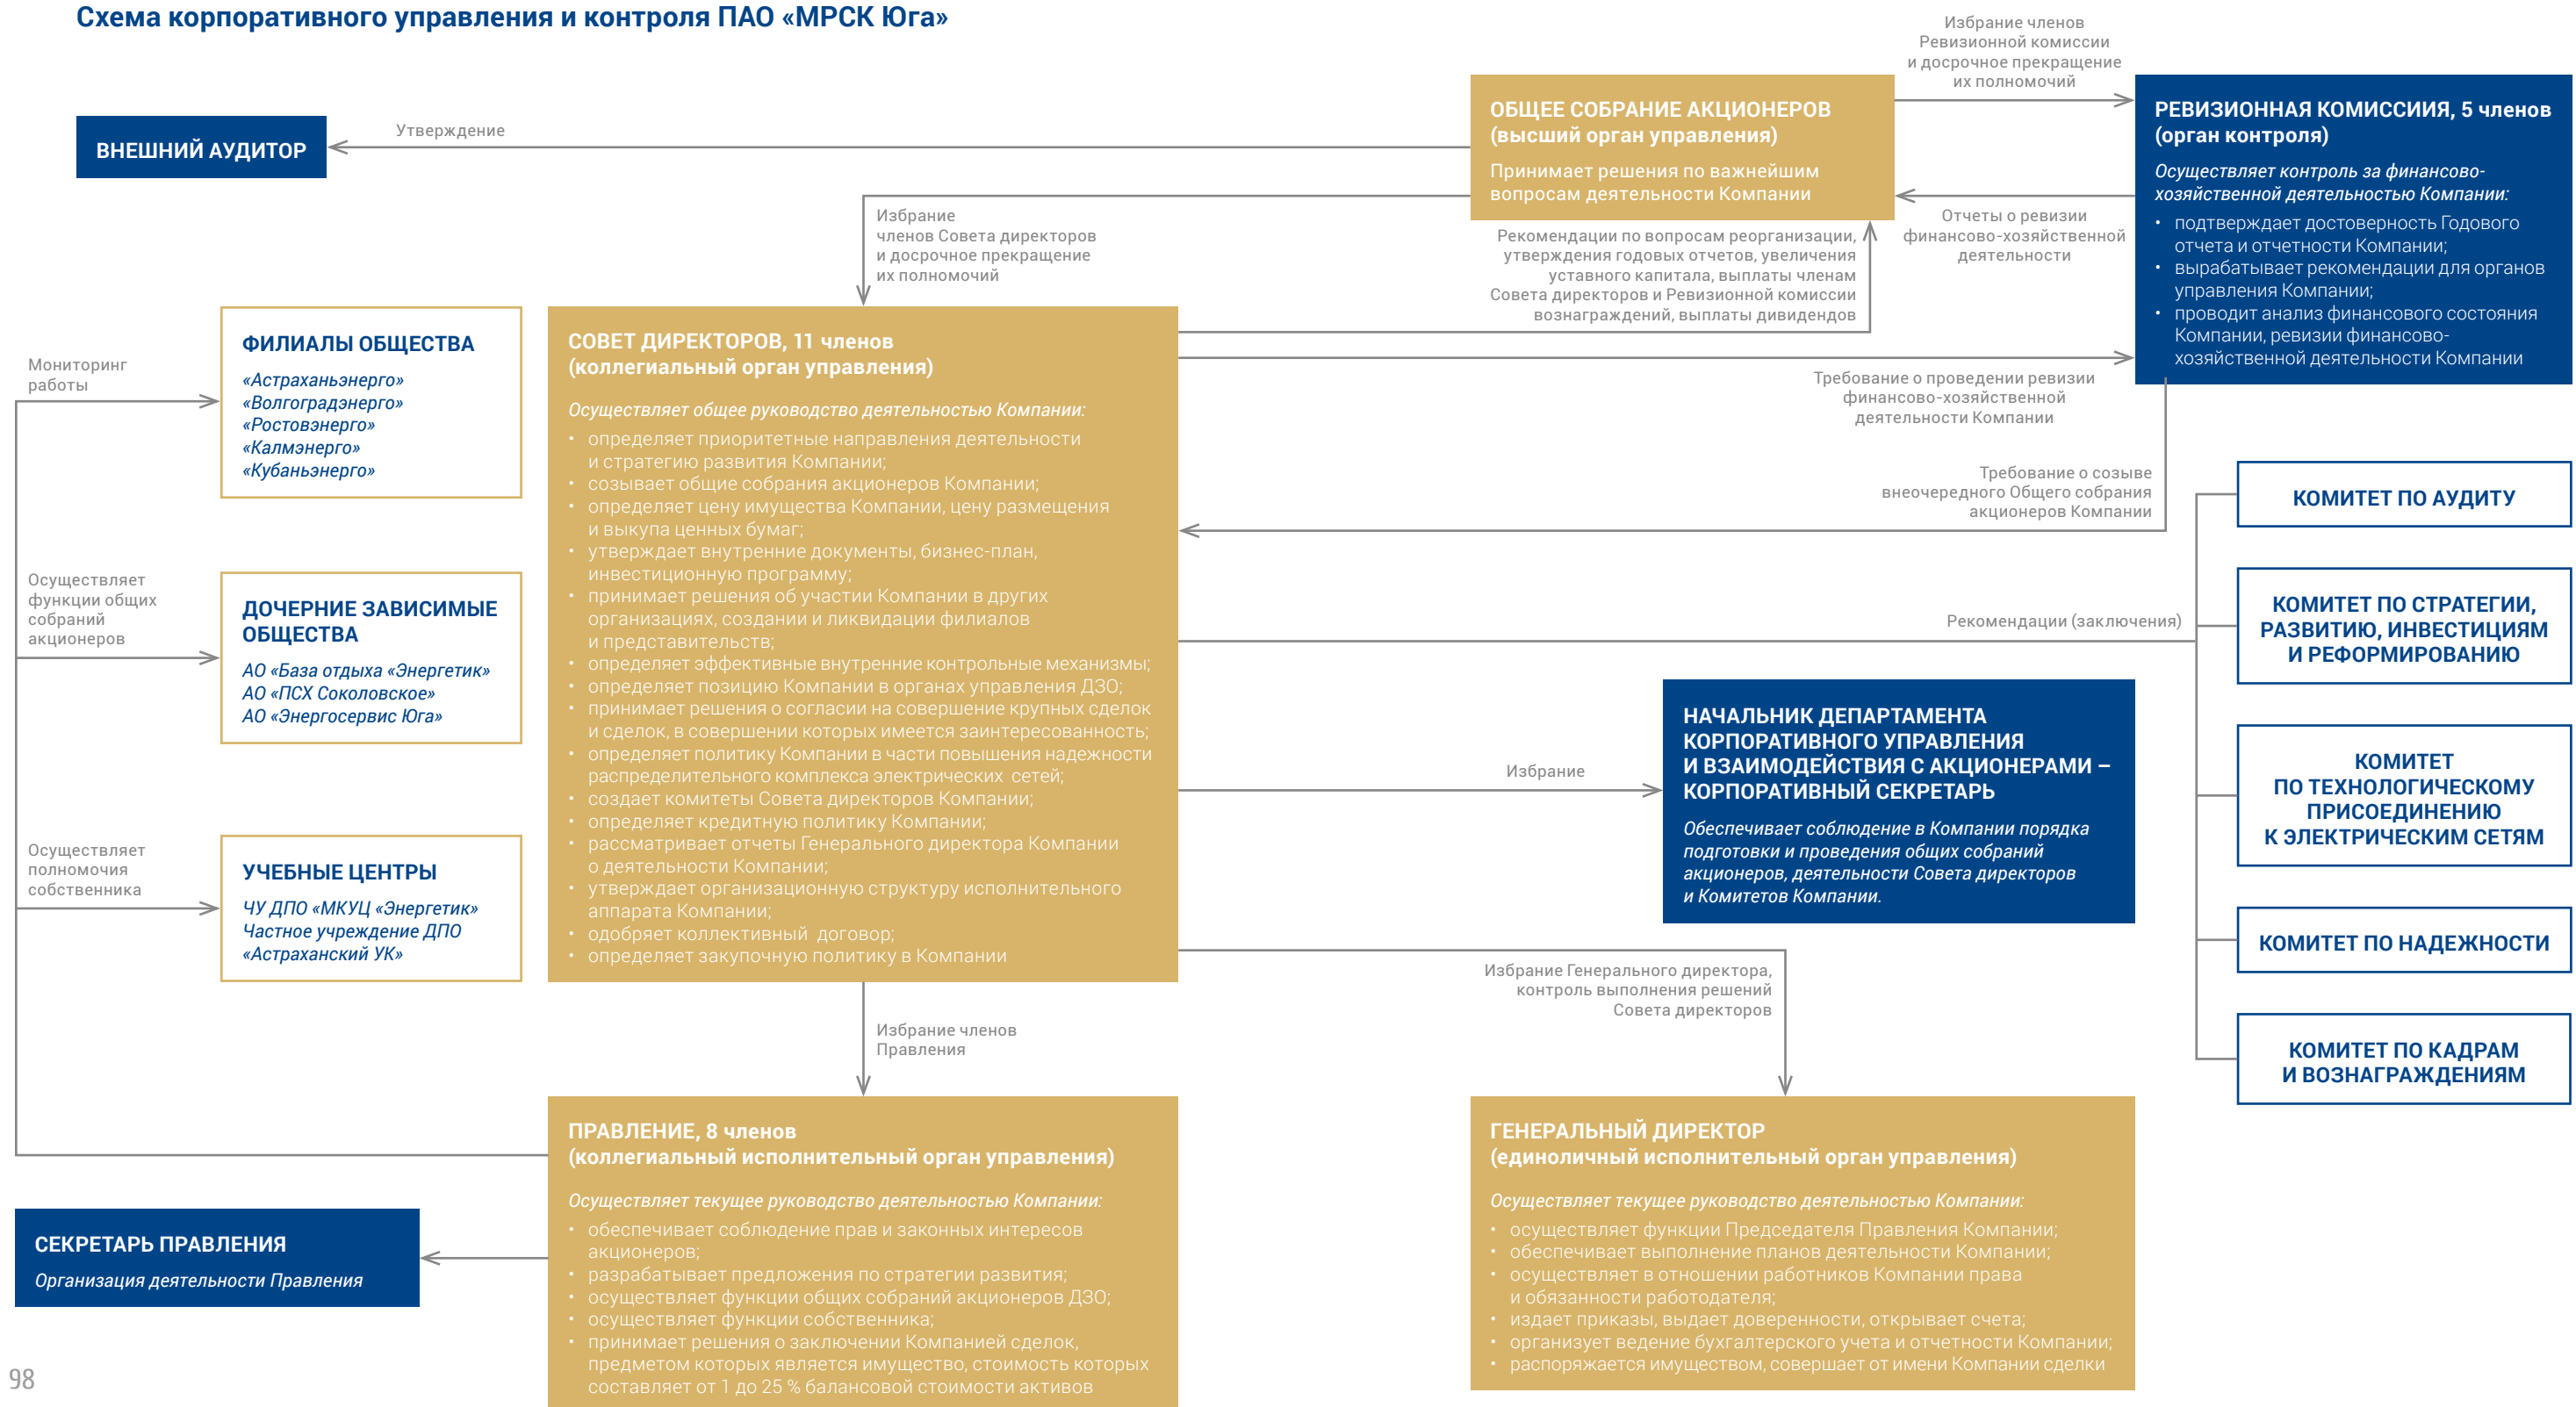 Схема корпоративного управления и контроля ПАО «МРСК Юга»
Избрание членов
Ревизионной комиссии
и досрочное прекращение
их полномочий
ВНЕШНИЙ АУДИТОР
Утверждение
ОБЩЕЕ СОБРАНИЕ АКЦИОНЕРОВ
(высший орган управления)
Принимает решения по важнейшим
вопросам деятельности Компании
РЕВИЗИОННАЯ КОМИССИИЯ, 5 членов
(орган контроля)
Осуществляет контроль за финансово-
хозяйственной деятельностью Компании:
• подтверждает достоверность Годового
отчета и отчетности Компании;
• вырабатывает рекомендации для органов
управления Компании;
• проводит анализ финансового состояния
Компании, ревизии финансово-
хозяйственной деятельности Компании
Избрание
членов Совета директоров
и досрочное прекращение
их полномочий
Рекомендации по вопросам реорганизации,
утверждения годовых отчетов, увеличения
уставного капитала, выплаты членам
Совета директоров и Ревизионной комиссии
вознаграждений, выплаты дивидендов
Отчеты о ревизии
финансово-хозяйственной
деятельности
Мониторинг
работы
ФИЛИАЛЫ ОБЩЕСТВА
«Астраханьэнерго»
«Волгоградэнерго»
«Ростовэнерго»
«Калмэнерго»
«Кубаньэнерго»
СОВЕТ ДИРЕКТОРОВ, 11 членов
(коллегиальный орган управления)
Осуществляет общее руководство деятельностью Компании:
• определяет приоритетные направления деятельности
и стратегию развития Компании;
• созывает общие собрания акционеров Компании;
• определяет цену имущества Компании, цену размещения
и выкупа ценных бумаг;
• утверждает внутренние документы, бизнес-план,
инвестиционную программу;
• принимает решения об участии Компании в других
организациях, создании и ликвидации филиалов
и представительств;
• определяет эффективные внутренние контрольные механизмы;
• определяет позицию Компании в органах управления ДЗО;
• принимает решения о согласии на совершение крупных сделок
и сделок, в совершении которых имеется заинтересованность;
• определяет политику Компании в части повышения надежности
распределительного комплекса электрических сетей;
• создает комитеты Совета директоров Компании;
• определяет кредитную политику Компании;
• рассматривает отчеты Генерального директора Компании
о деятельности Компании;
• утверждает организационную структуру исполнительного
аппарата Компании;
• одобряет коллективный договор;
• определяет закупочную политику в Компании
Требование о проведении ревизии
финансово-хозяйственной
деятельности Компании
Требование о созыве
внеочередного Общего собрания
акционеров Компании
КОМИТЕТ ПО АУДИТУ
Осуществляет
функции общих
собраний
акционеров
ДОЧЕРНИЕ ЗАВИСИМЫЕ
ОБЩЕСТВА
АО «База отдыха «Энергетик»
АО «ПСХ Соколовское»
АО «Энергосервис Юга»
Рекомендации (заключения)
КОМИТЕТ ПО СТРАТЕГИИ,
РАЗВИТИЮ, ИНВЕСТИЦИЯМ
И РЕФОРМИРОВАНИЮ
Избрание
НАЧАЛЬНИК ДЕПАРТАМЕНТА
КОРПОРАТИВНОГО УПРАВЛЕНИЯ
И ВЗАИМОДЕЙСТВИЯ С АКЦИОНЕРАМИ –
КОРПОРАТИВНЫЙ СЕКРЕТАРЬ
Обеспечивает соблюдение в Компании порядка
подготовки и проведения общих собраний
акционеров, деятельности Совета директоров
и Комитетов Компании.
КОМИТЕТ
ПО ТЕХНОЛОГИЧЕСКОМУ
ПРИСОЕДИНЕНИЮ
К ЭЛЕКТРИЧЕСКИМ СЕТЯМ
Осуществляет
полномочия
собственника
УЧЕБНЫЕ ЦЕНТРЫ
ЧУ ДПО «МКУЦ «Энергетик»
Частное учреждение ДПО
«Астраханский УК»
КОМИТЕТ ПО НАДЕЖНОСТИ
Избрание членов
Правления
Избрание Генерального директора,
контроль выполнения решений
Совета директоров
КОМИТЕТ ПО КАДРАМ
И ВОЗНАГРАЖДЕНИЯМ
ПРАВЛЕНИЕ, 8 членов
(коллегиальный исполнительный орган управления)
Осуществляет текущее руководство деятельностью Компании:
• обеспечивает соблюдение прав и законных интересов
акционеров;
• разрабатывает предложения по стратегии развития;
• осуществляет функции общих собраний акционеров ДЗО;
• осуществляет функции собственника;
• принимает решения о заключении Компанией сделок,
предметом которых является имущество, стоимость которых
составляет от 1 до 25 % балансовой стоимости активов
ГЕНЕРАЛЬНЫЙ ДИРЕКТОР
(единоличный исполнительный орган управления)
Осуществляет текущее руководство деятельностью Компании:
• осуществляет функции Председателя Правления Компании;
• обеспечивает выполнение планов деятельности Компании;
• осуществляет в отношении работников Компании права
и обязанности работодателя;
• издает приказы, выдает доверенности, открывает счета;
• организует ведение бухгалтерского учета и отчетности Компании;
• распоряжается имуществом, совершает от имени Компании сделки
СЕКРЕТАРЬ ПРАВЛЕНИЯ
Организация деятельности Правления
98